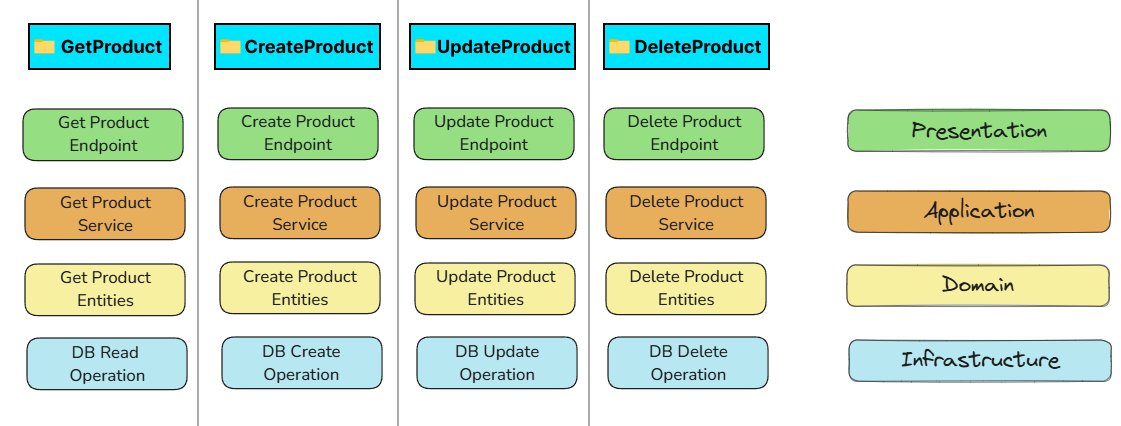 GetProduct
CreateProduct
UpdateProduct
DeleteProduct
Get Product
Endpoint
Create Product
Endpoint
Update Product
Endpoint
Delete Product
Endpoint
Presentation
Get Product
Service
Create Product
Service
Update Product
Service
Delete Product
Service
Application
Get Product
Entities
Create Product
Entities
Update Product
Entities
Delete Product
Entities
Domain
DB Read
Operation
DB Create
Operation
DB Update
Operation
DB Delete
Operation
Infrastructure